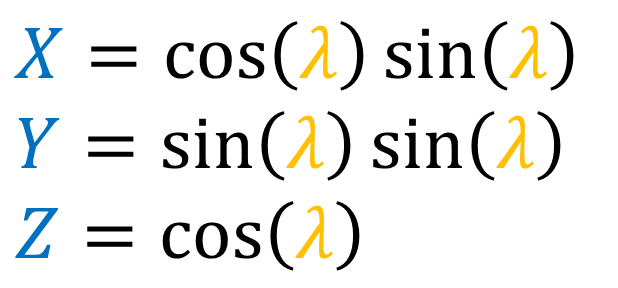 X = cos(λ) sin(λ)
Y = sin(λ) sin(λ)
Z = cos(λ)